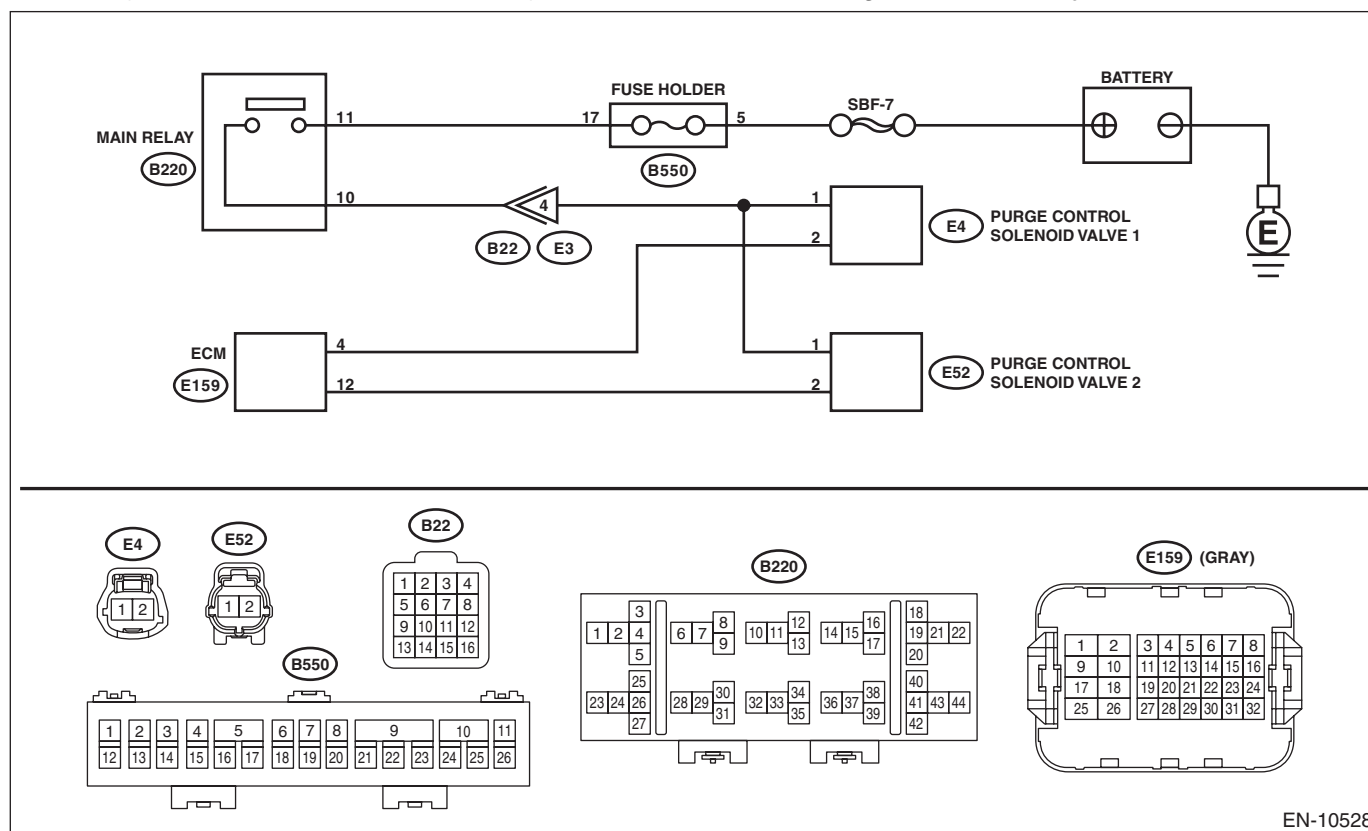 BATTERY
FUSE HOLDER
SBF-7
11
17
5
MAIN RELAY
B220
B550
10
4
1
E4
PURGE CONTROL
SOLENOID VALVE 1
B22
E3
2
E
ECM
4
1
E159
12
2
E52
PURGE CONTROL
SOLENOID VALVE 2
E4
E52
B22
B220
E159 (GRAY)
1 2
1 2
1 2 3 4
5 6 7 8
9 10 11 12
13 14 15 16
3 8 12 16 18
1 2 4 6 7 10 11 14 15 19 21 22
5 9 13 17 20
25 30 34 38 40
23 24 26 28 29 32 33 36 37 41 43 44
27 31 35 39 42
1 2 3 4 5 6 7 8
9 10 11 12 13 14 15 16
17 18 19 20 21 22 23 24
25 26 27 28 29 30 31 32
B550
1 2 3 4 5 6 7 8 9 10 11
12 13 14 15 16 17 18 19 20 21 22 23 24 25 26
EN-10528